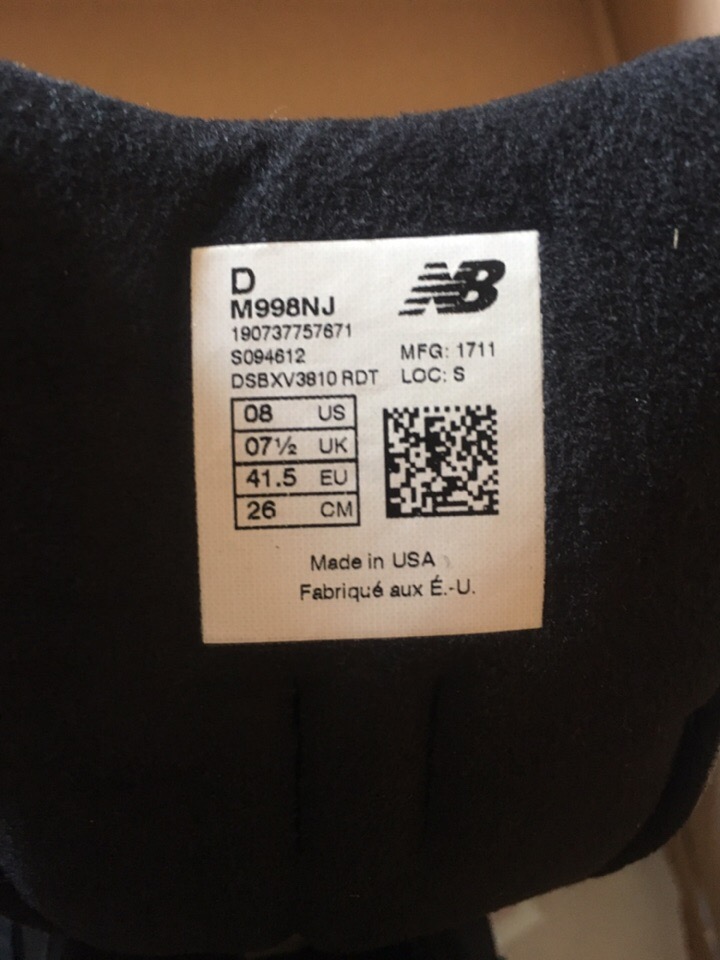 D
M998NJ
NB
190737757671
S094612
MFG: 1711
DSBXV3810 RDT
LOC: S
08 US
07½ UK
41.5 EU
26 CM
Made in USA
Fabriqué aux É.-U.